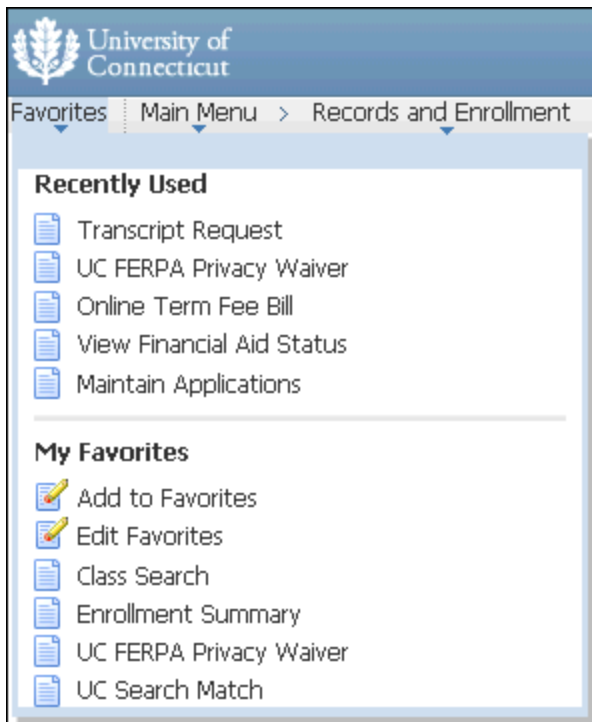 University of
Connecticut
Favorites Main Menu > Records and Enrollment
Recently Used
Transcript Request
UC FERPA Privacy Waiver
Online Term Fee Bill
View Financial Aid Status
Maintain Applications
My Favorites
Add to Favorites
Edit Favorites
Class Search
Enrollment Summary
UC FERPA Privacy Waiver
UC Search Match